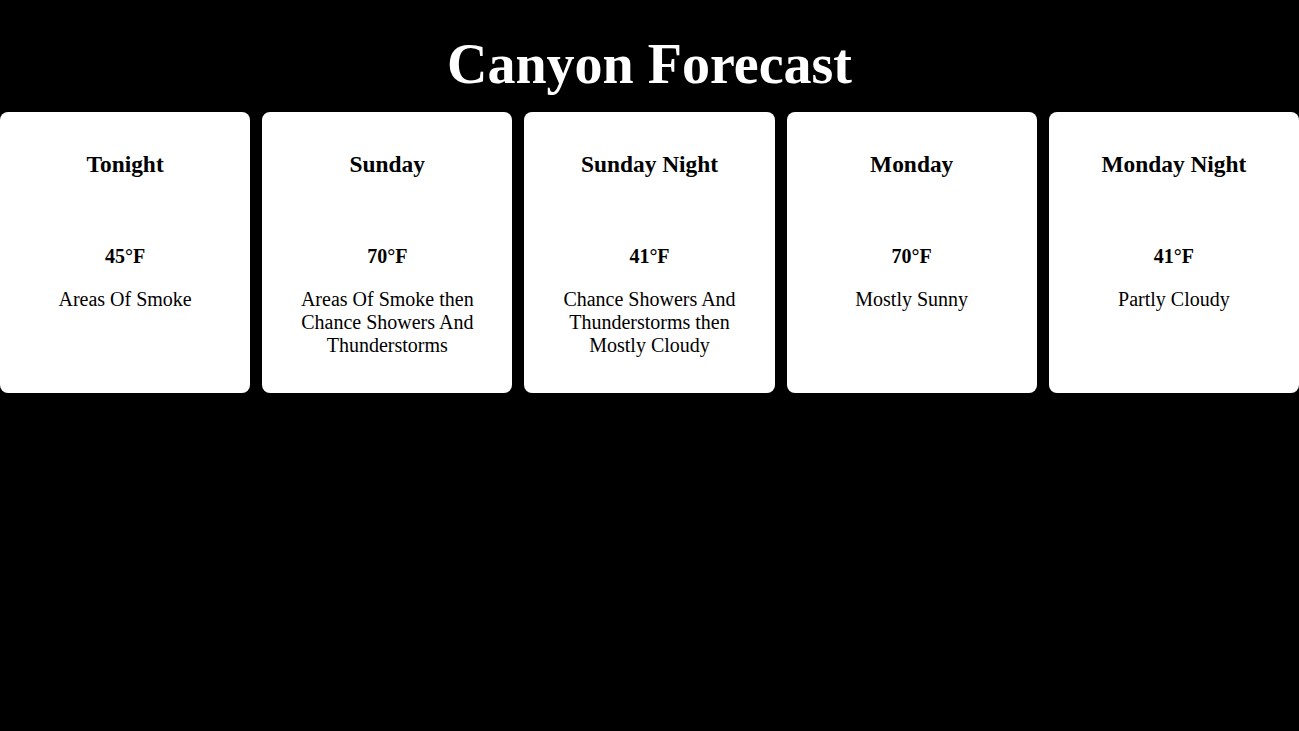 Canyon Forecast
Tonight
45°F
Areas Of Smoke
Sunday
70°F
Areas Of Smoke then
Chance Showers And
Thunderstorms
Sunday Night
41°F
Chance Showers And
Thunderstorms then
Mostly Cloudy
Monday
70°F
Mostly Sunny
Monday Night
41°F
Partly Cloudy